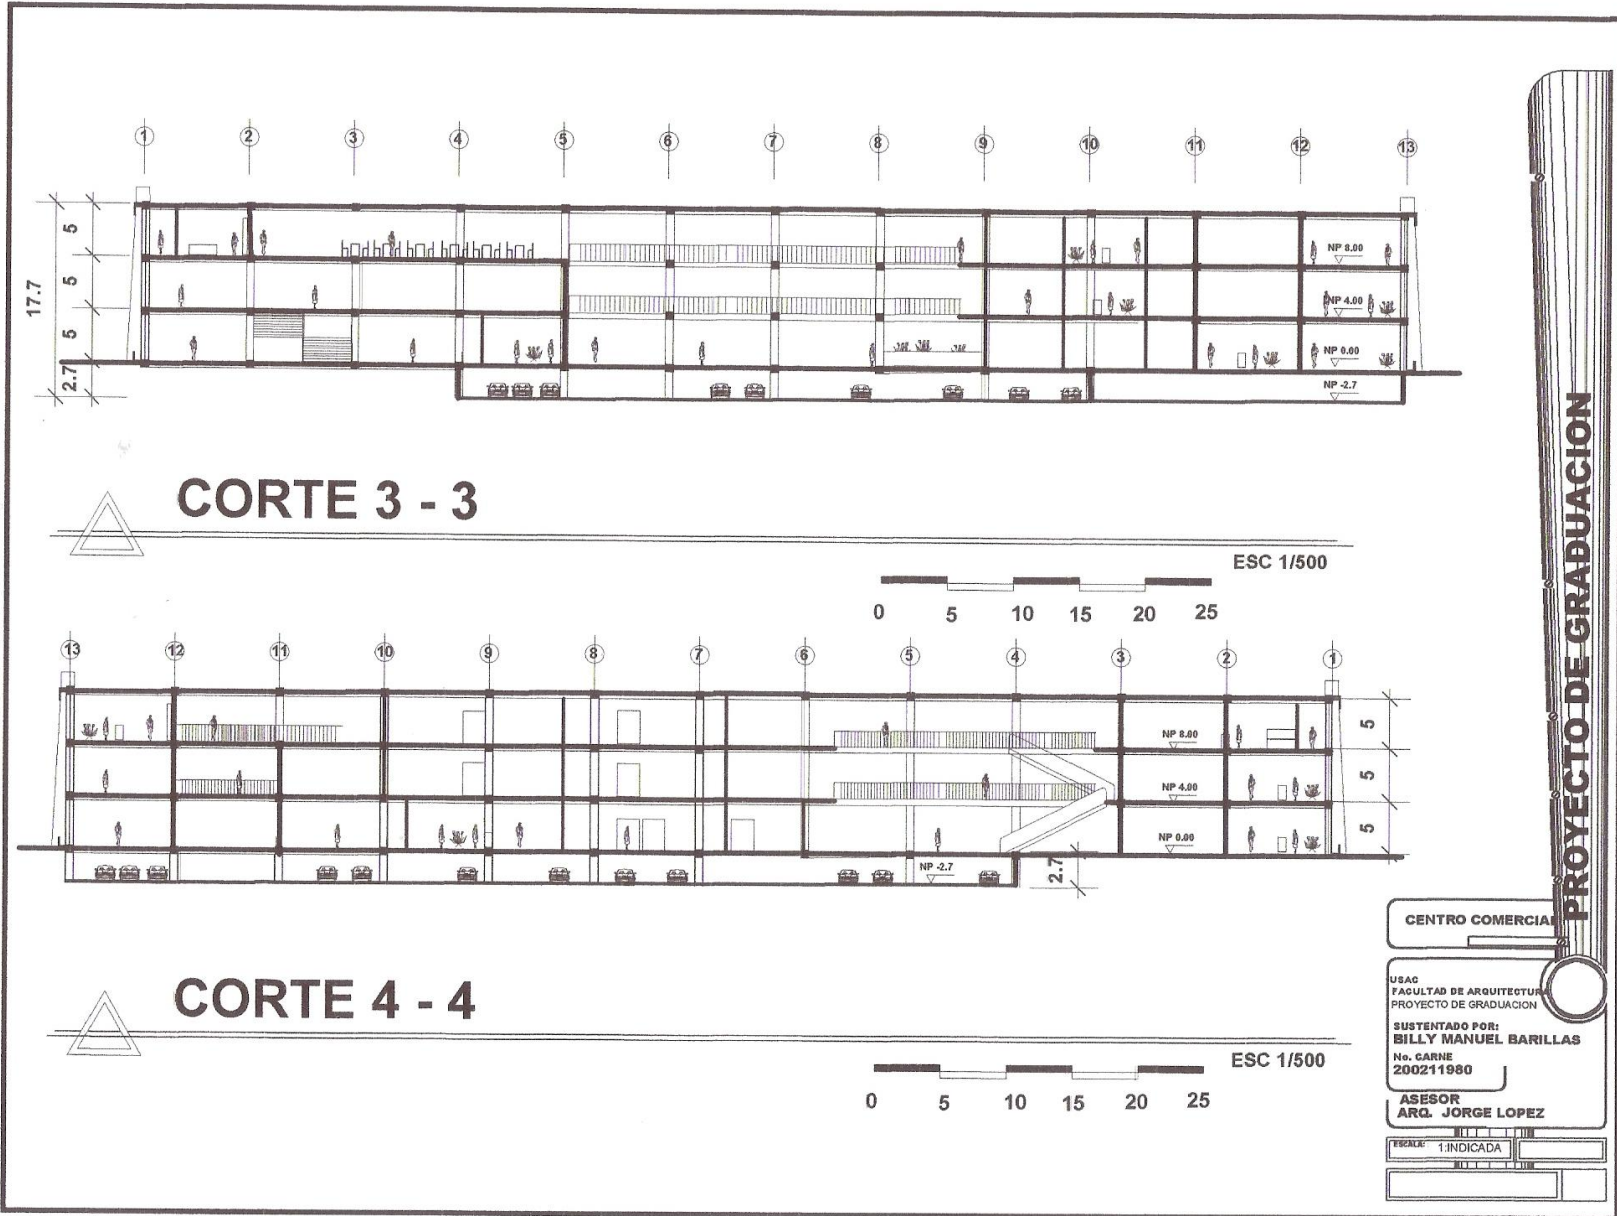 1 2 3 4 5 6 7 8 9 10 11 12 13
17.7
5
5
5
2.7
NP 8.00
NP 4.00
NP 0.00
NP -2.7
CORTE 3 - 3
ESC 1/500
0 5 10 15 20 25
13 12 11 10 9 8 7 6 5 4 3 2 1
NP 8.00
NP 4.00
NP 0.00
NP -2.7
5
5
5
2.7
CORTE 4 - 4
ESC 1/500
0 5 10 15 20 25
PROYECTO DE GRADUACION
CENTRO COMERCIAL
USAC
FACULTAD DE ARQUITECTURA
PROYECTO DE GRADUACION
SUSTENTADO POR:
BILLY MANUEL BARILLAS
No. CARNE
200211980
ASESOR
ARQ. JORGE LOPEZ
ESCALA: 1:INDICADA